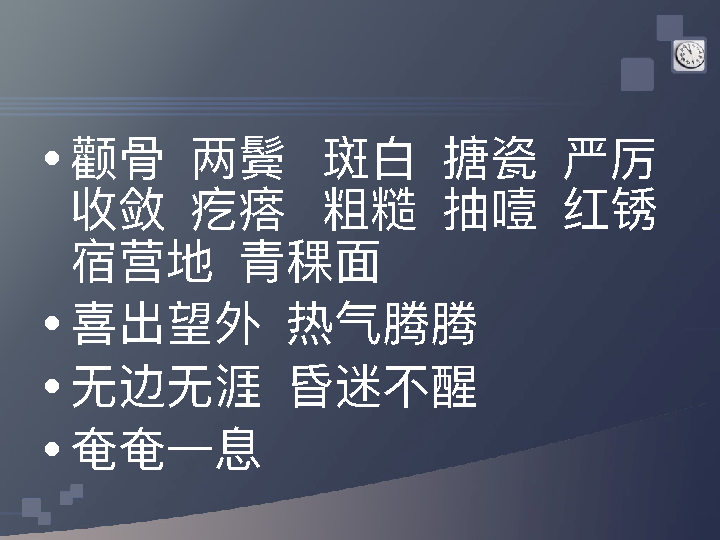 •颧骨 两鬓 斑白 搪瓷 严厉
收敛 疙瘩 粗糙 抽噎 红锈
宿营地 青稞面
•喜出望外 热气腾腾
•无边无涯 昏迷不醒
•奄奄一息